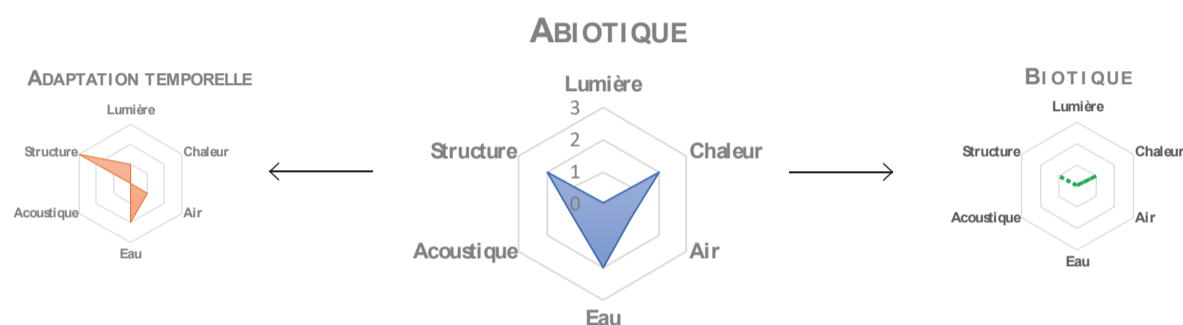 ABIOTIQUE
ADAPTATION TEMPORELLE
Lumière
Structure
Chaleur
Acoustique
Air
Eau
Lumière
3
2
1
0
Structure
Chaleur
Acoustique
Air
Eau
BIOTIQUE
Lumière
Structure
Chaleur
Acoustique
Air
Eau